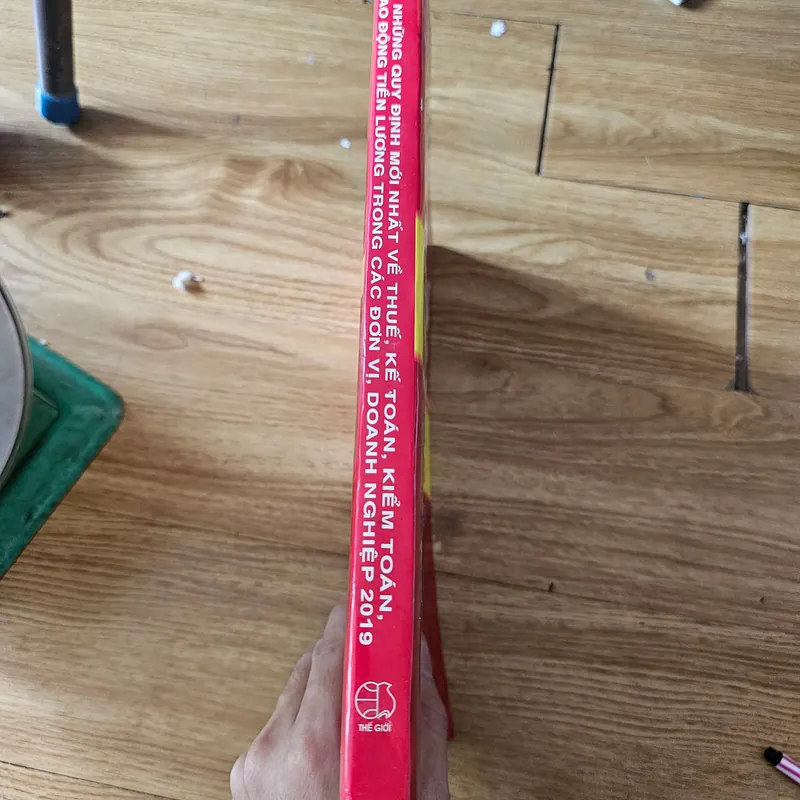 NHỮNG QUY ĐỊNH MỚI NHẤT VỀ THUẾ, KẾ TOÁN, KIỂM TOÁN,
AO ĐỘNG TIỀN LƯƠNG TRONG CÁC ĐƠN VỊ, DOANH NGHIỆP 2019
THẾ GIỚI